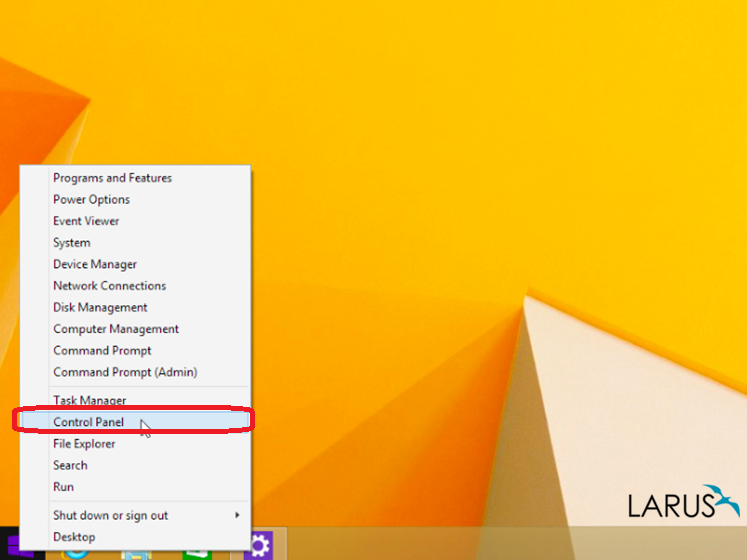 Programs and Features
Power Options
Event Viewer
System
Device Manager
Network Connections
Disk Management
Computer Management
Command Prompt
Command Prompt (Admin)
Task Manager
Control Panel
File Explorer
Search
Run
Shut down or sign out
Desktop
LARUS